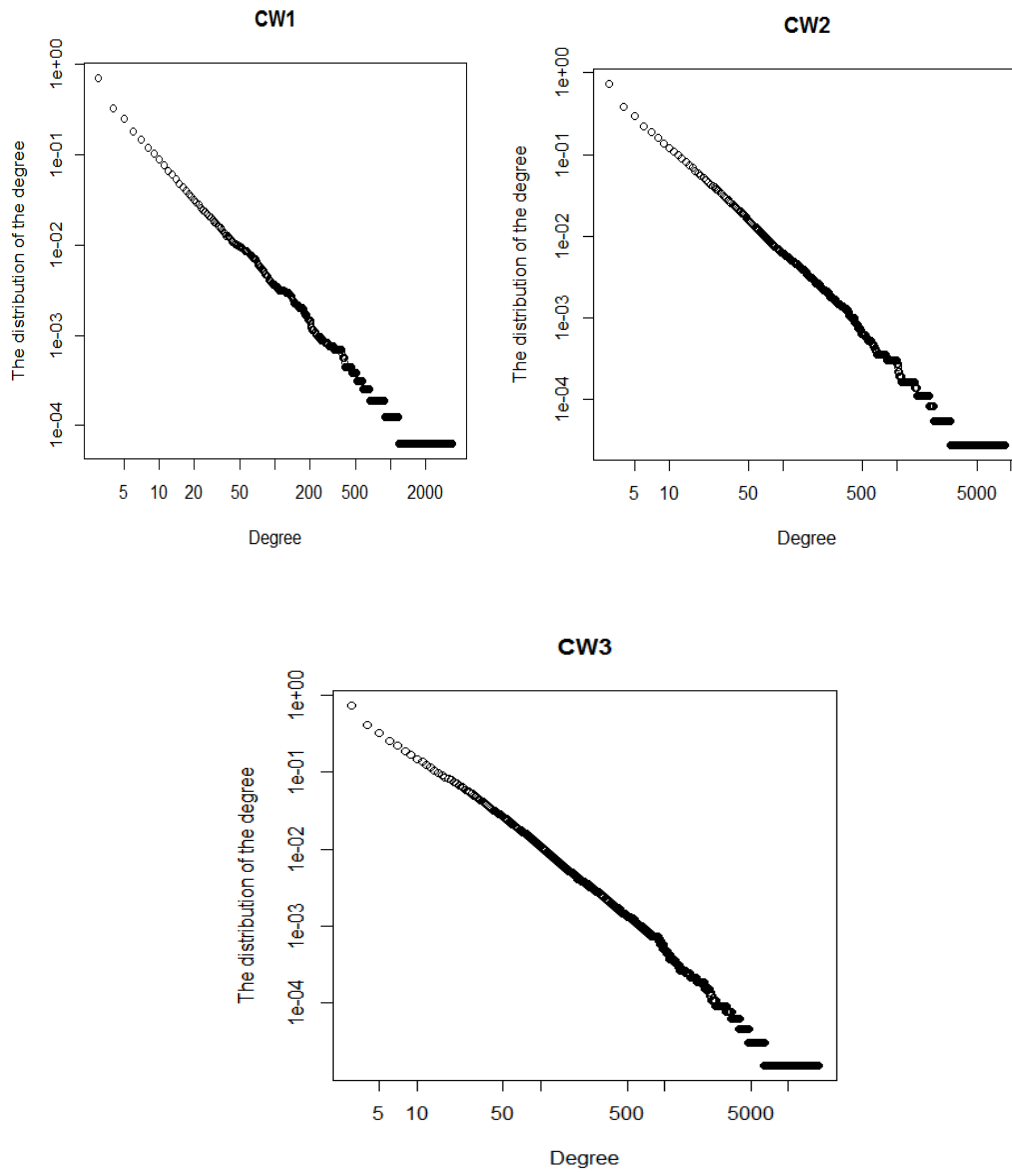 CW1
The distribution of the degree
1e+00
1e-01
1e-02
1e-03
1e-04
5 10 20 50 200 500 2000
Degree
CW2
The distribution of the degree
1e+00
1e-01
1e-02
1e-03
1e-04
5 10 50 500 5000
Degree
CW3
The distribution of the degree
1e+00
1e-01
1e-02
1e-03
1e-04
5 10 50 500 5000
Degree